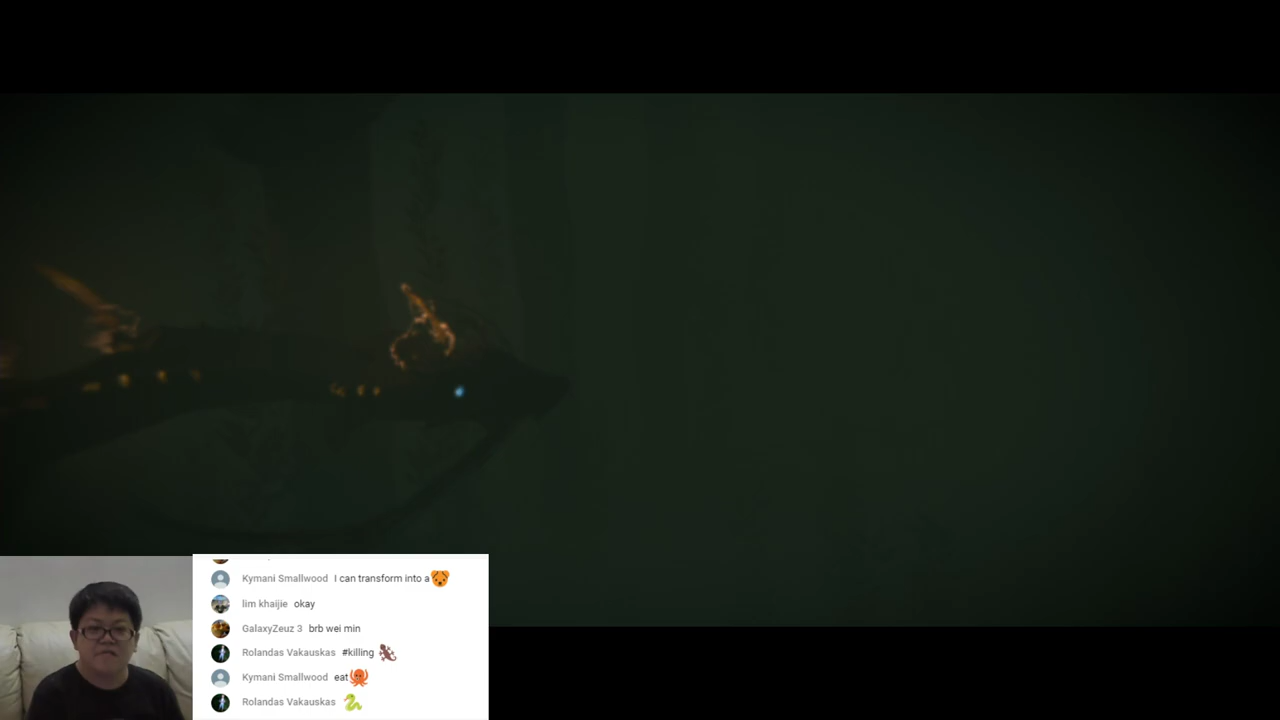 Kymani Smallwood I can transform into a
lim khaijie okay
GalaxyZeuz 3 brb wei min
Rolandas Vakauskas #killing
Kymani Smallwood eat
Rolandas Vakauskas